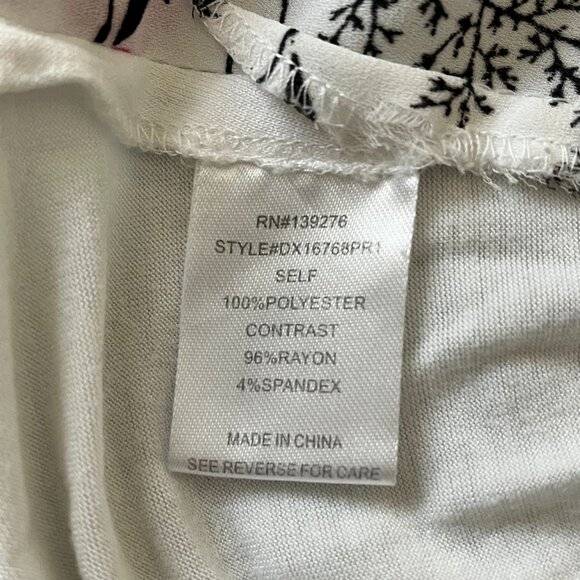 RN#139276
STYLE#DX16768PR1
SELF
100%POLYESTER
CONTRAST
96%RAYON
4%SPANDEX
MADE IN CHINA
SEE REVERSE FOR CARE